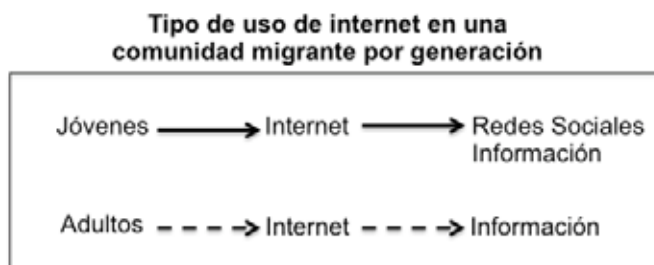 Tipo de uso de internet en una
comunidad migrante por generación
Jóvenes Internet Redes Sociales
Información
Adultos Internet Información